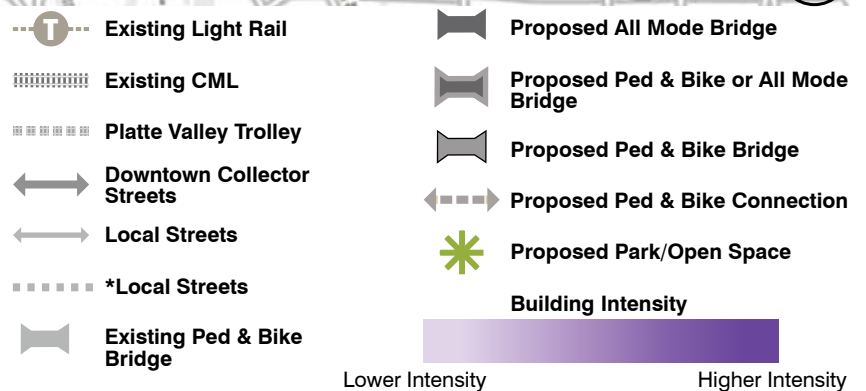 T
Existing Light Rail
Existing CML
Platte Valley Trolley
Downtown Collector
Streets
Local Streets
*Local Streets
Existing Ped & Bike
Bridge
Proposed All Mode Bridge
Proposed Ped & Bike or All Mode
Bridge
Proposed Ped & Bike Bridge
Proposed Ped & Bike Connection
Proposed Park/Open Space
Building Intensity
Lower Intensity
Higher Intensity